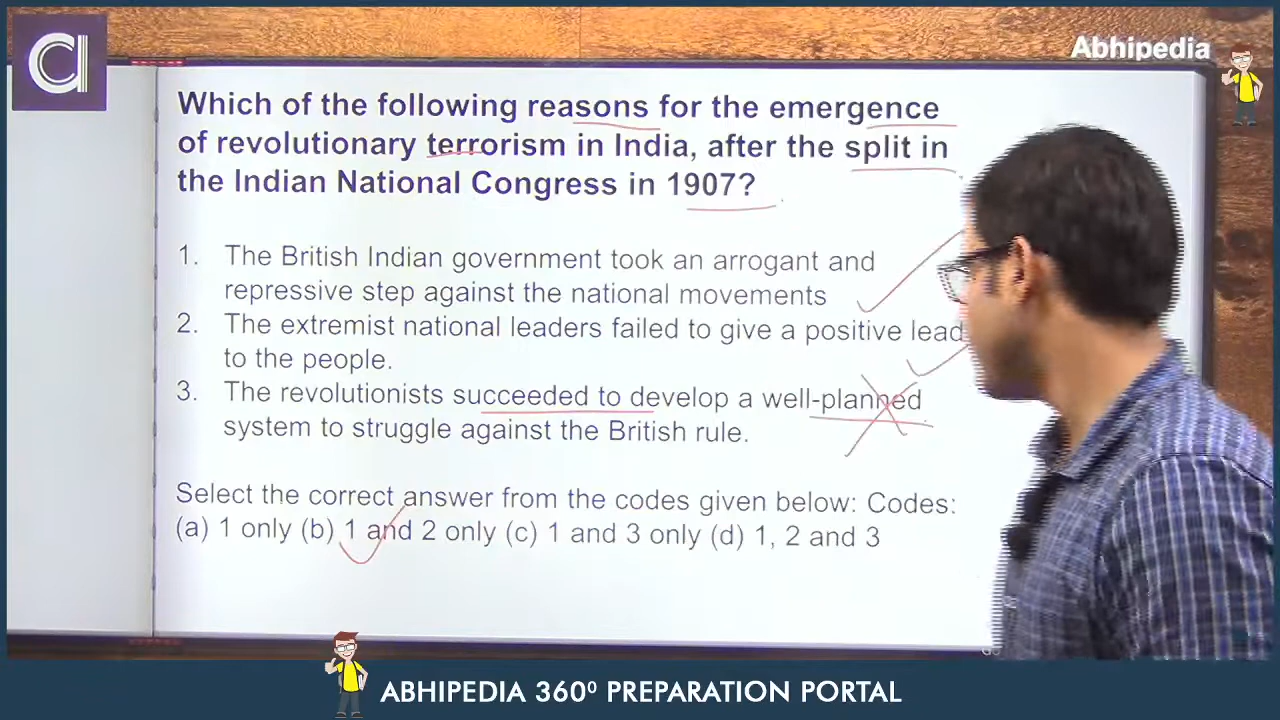 Abhipedia
Which of the following reasons for the emergence
of revolutionary terrorism in India, after the split in
the Indian National Congress in 1907?
1. The British Indian government took an arrogant and
repressive step against the national movements
2. The extremist national leaders failed to give a positive lead
to the people.
3. The revolutionists succeeded to develop a well-planned
system to struggle against the British rule.
Select the correct answer from the codes given below: Codes:
(a) 1 only (b) 1 and 2 only (c) 1 and 3 only (d) 1, 2 and 3
ABHIPEDIA 360⁰ PREPARATION PORTAL